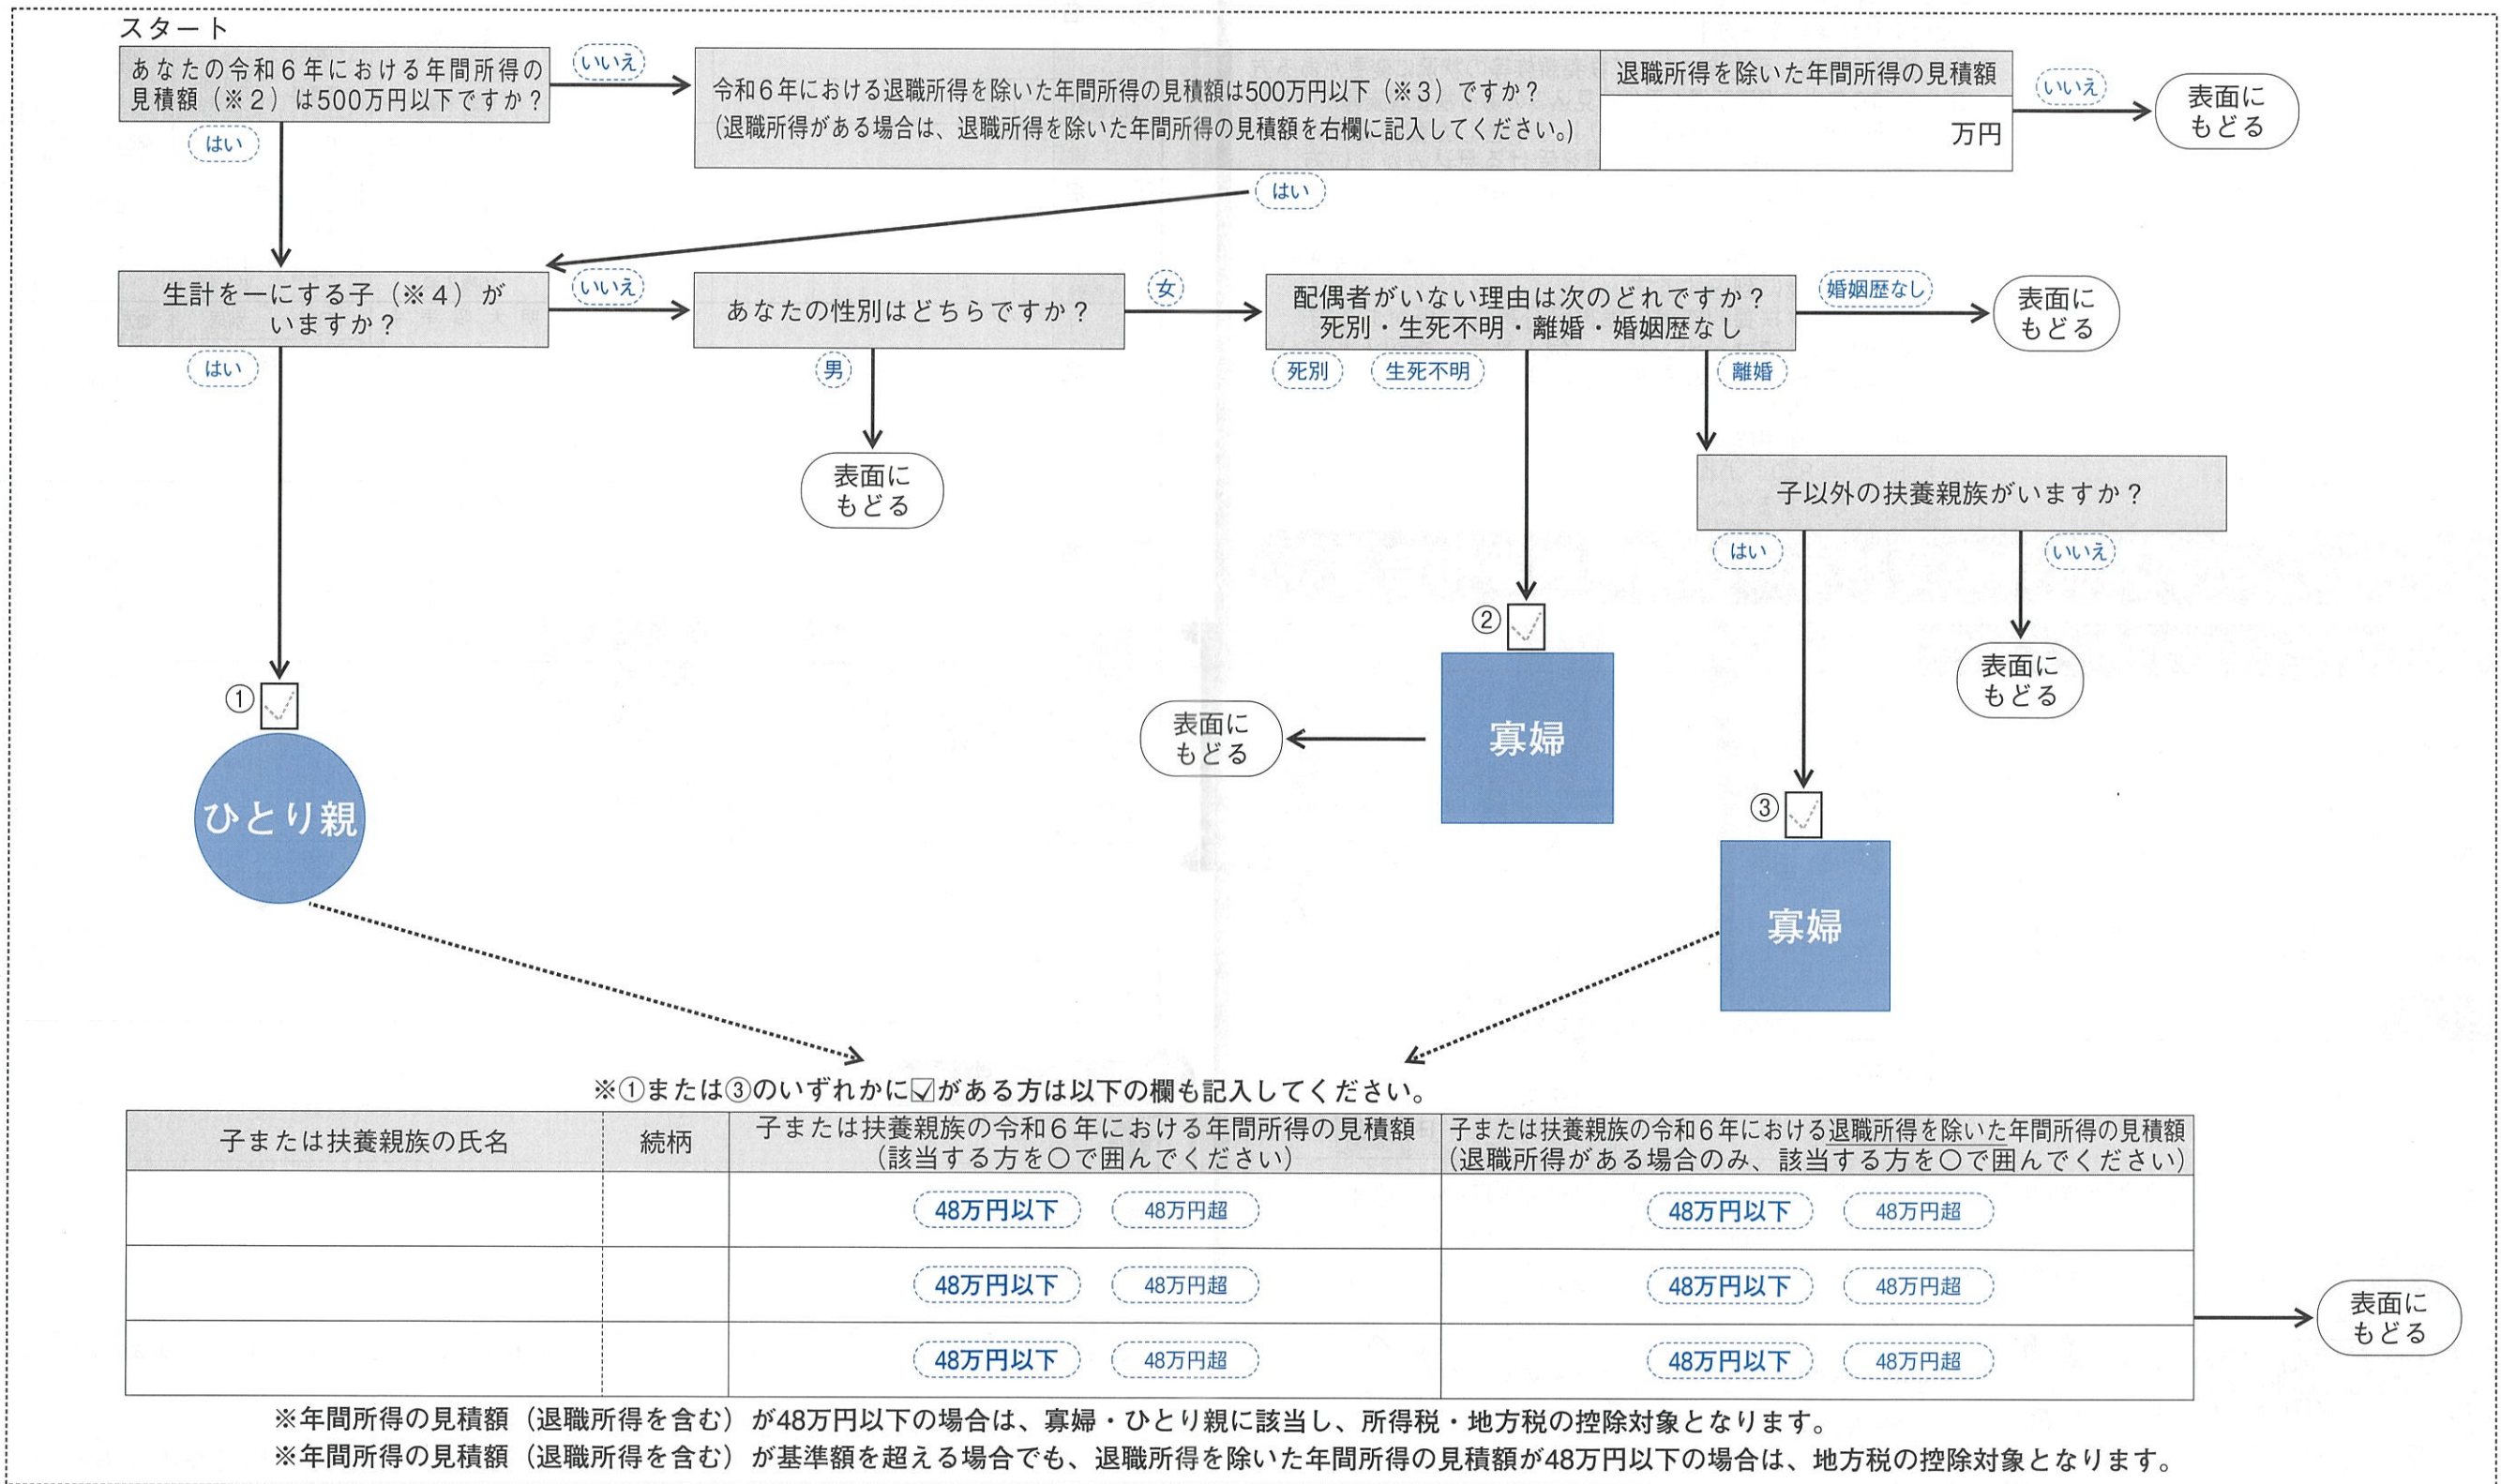 スタート
あなたの令和6年における年間所得の
見積額（※2）は500万円以下ですか？
いいえ
はい
令和6年における退職所得を除いた年間所得の見積額は500万円以下（※3）ですか？
（退職所得がある場合は、退職所得を除いた年間所得の見積額を右欄に記入してください。）
退職所得を除いた年間所得の見積額
万円
いいえ
表面に
もどる
はい
生計を一にする子（※4）が
いますか？
いいえ
はい
あなたの性別はどちらですか？
女
男
表面に
もどる
配偶者がいない理由は次のどれですか？
死別・生死不明・離婚・婚姻歴なし
婚姻歴なし
表面に
もどる
死別
生死不明
離婚
子以外の扶養親族がいますか？
はい
いいえ
表面に
もどる
②
寡婦
表面に
もどる
①
ひとり親
③
寡婦
※①または③のいずれかに☑がある方は以下の欄も記入してください。
子または扶養親族の氏名
続柄
子または扶養親族の令和6年における年間所得の見積額
（該当する方を〇で囲んでください）
子または扶養親族の令和6年における退職所得を除いた年間所得の見積額
（退職所得がある場合のみ、該当する方を〇で囲んでください）
48万円以下 48万円超 48万円以下 48万円超
48万円以下 48万円超 48万円以下 48万円超
48万円以下 48万円超 48万円以下 48万円超
表面に
もどる
※年間所得の見積額（退職所得を含む）が48万円以下の場合は、寡婦・ひとり親に該当し、所得税・地方税の控除対象となります。
※年間所得の見積額（退職所得を含む）が基準額を超える場合でも、退職所得を除いた年間所得の見積額が48万円以下の場合は、地方税の控除対象となります。